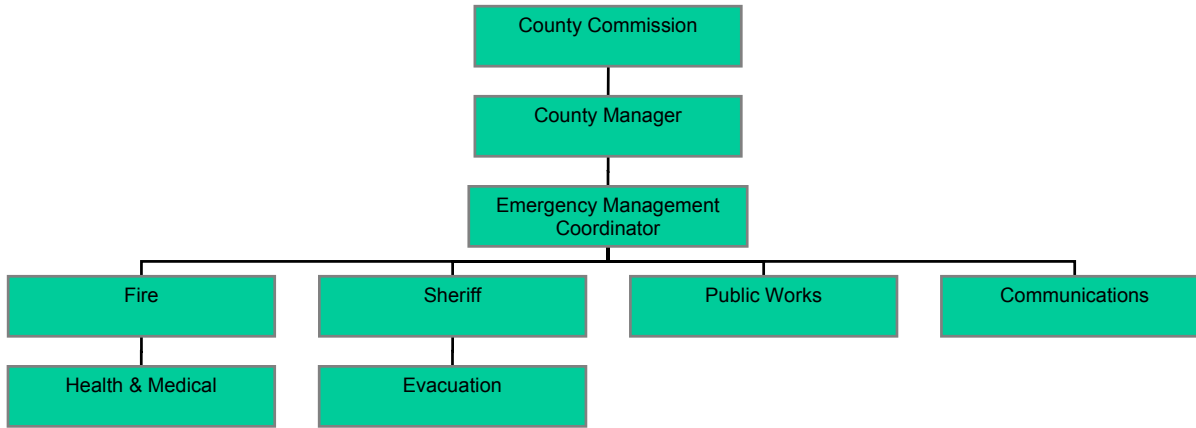 County Commission
County Manager
Emergency Management
Coordinator
Fire
Sheriff
Public Works
Communications
Health & Medical
Evacuation